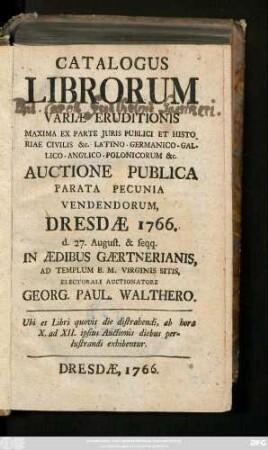 CATALOGUS
LIBRORUM
VARIÆ ERUDITIONIS
MAXIMA EX PARTE JURIS PUBLICI ET HISTO
RIAE CIVILIS &c. LATINO-GERMANICO-GAL-
LICO-ANGLICO-POLONICORUM &c.
AUCTIONE PUBLICA
PARATA PECUNIA
VENDENDORUM,
DRESDÆ 1766.
d. 27. August. & seqq.
IN ÆDIBUS GÆRTNERIANIS,
AD TEMPLUM B. M. VIRGINIS SITIS,
ELECTORALI AUCTIONATORE
GEORG. PAUL. WALTHERO.
Ubi et Libri quovis die distrahendi, ab hora
X. ad XII. ipsius Auctionis diebus per-
lustrandi exhibentur.
DRESDÆ, 1766.